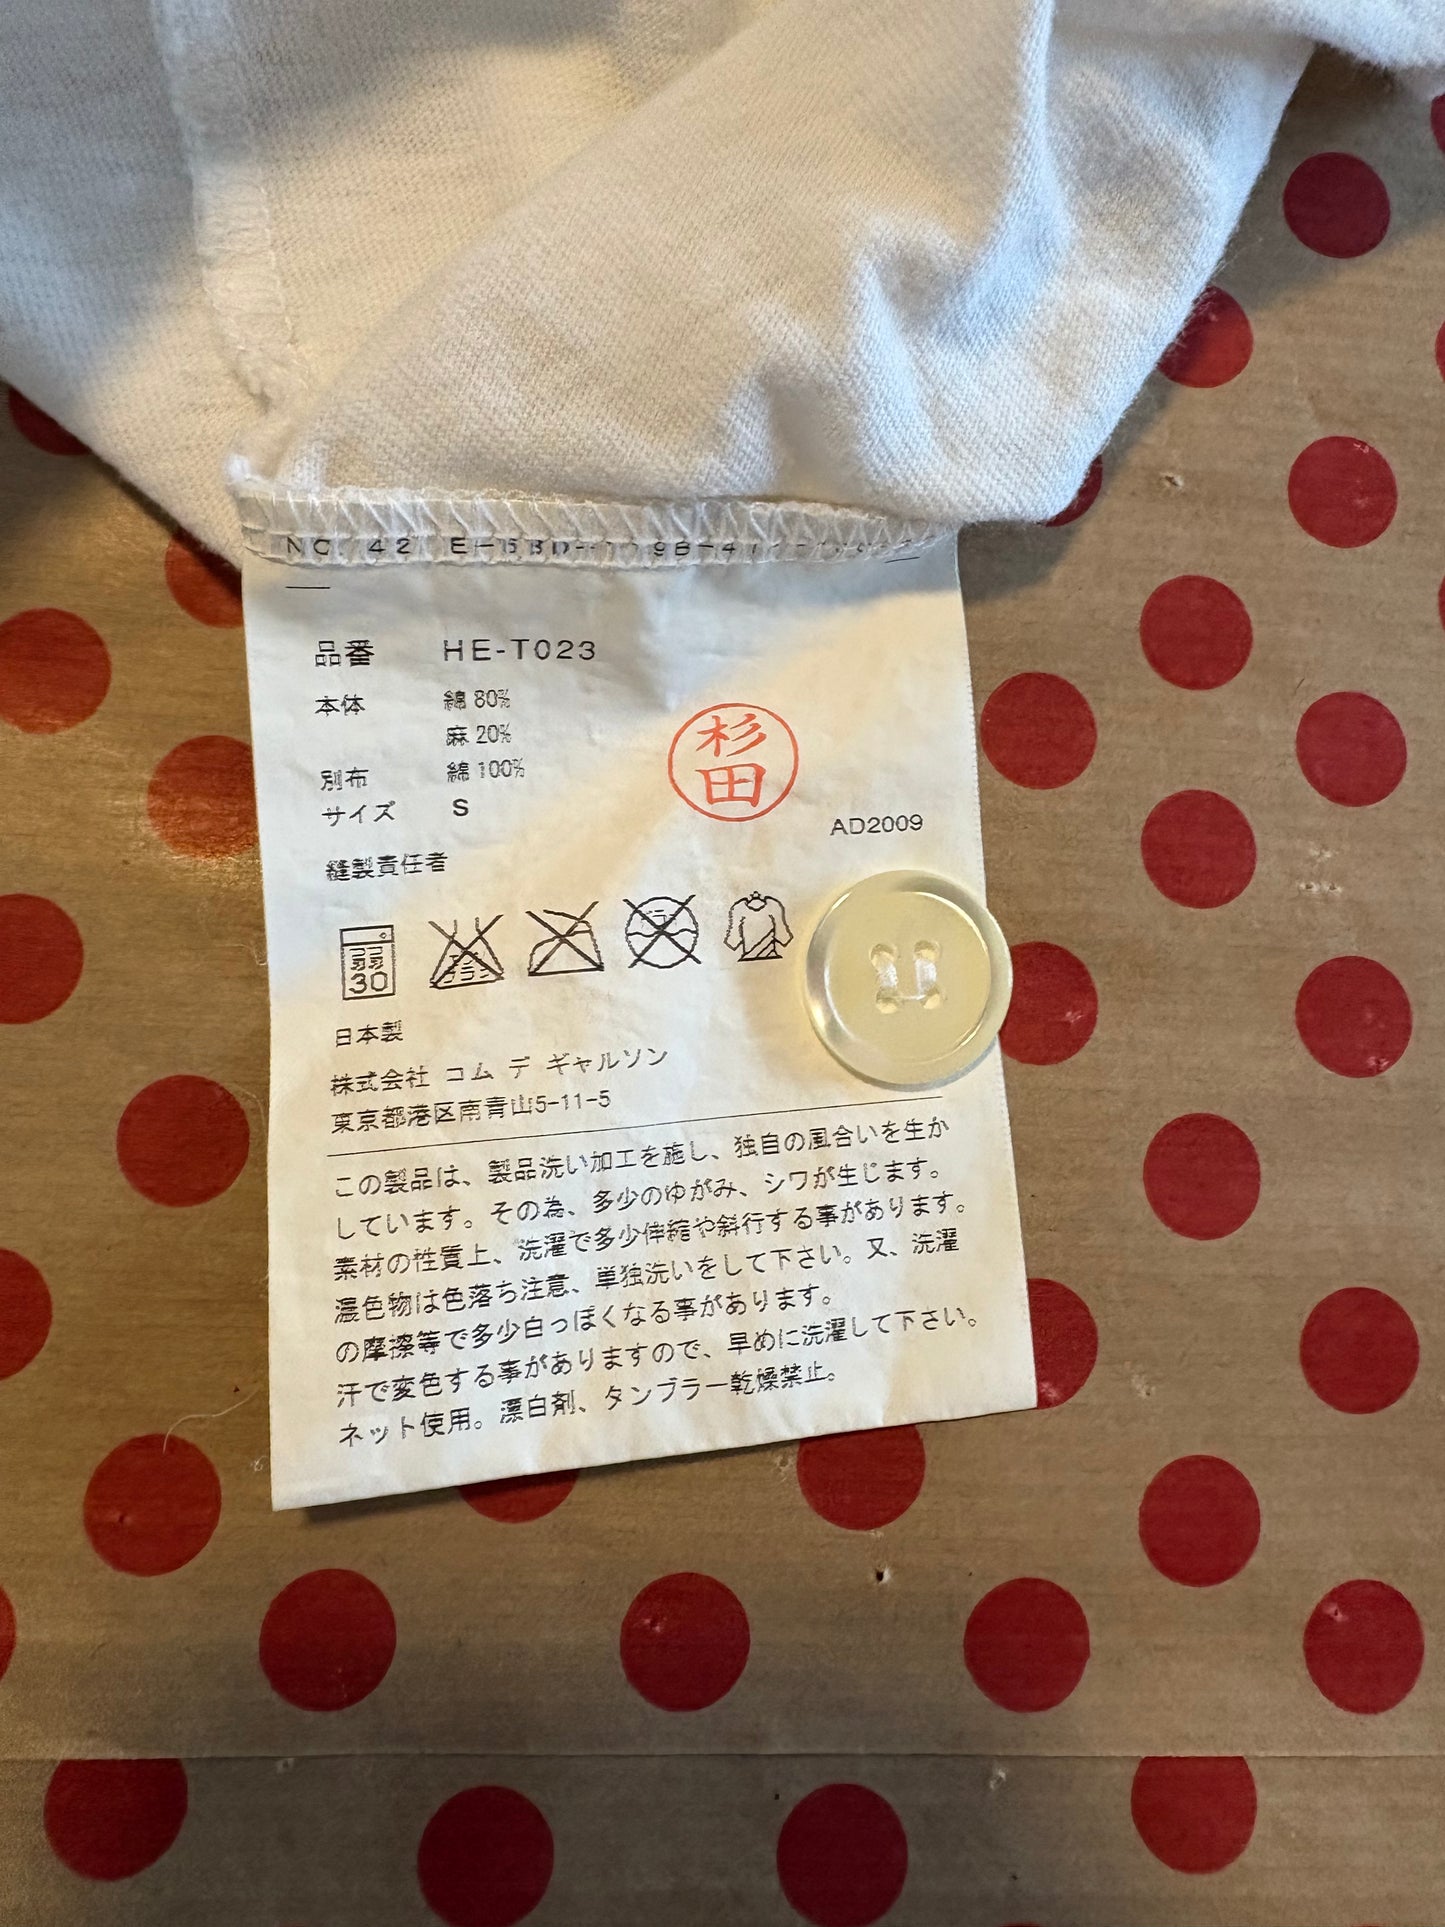 NO. 42
品番 HE-T023
本体 綿 80%
麻 20%
別布 綿 100%
サイズ S
杉田
AD2009
縫製責任者
弱
30
日本製
株式会社 コム デ ギャルソン
東京都港区南青山5-11-5
この製品は、製品洗い加工を施し、独自の風合いを生か
しています。その為、多少のゆがみ、シワが生じます。
素材の性質上、洗濯で多少伸縮や斜行する事があります。
濃色物は色落ち注意、単独洗いをして下さい。又、洗濯
の摩擦等で多少白っぽくなる事があります。
汗で変色する事がありますので、早めに洗濯して下さい。
ネット使用。漂白剤、タンブラー乾燥禁止。